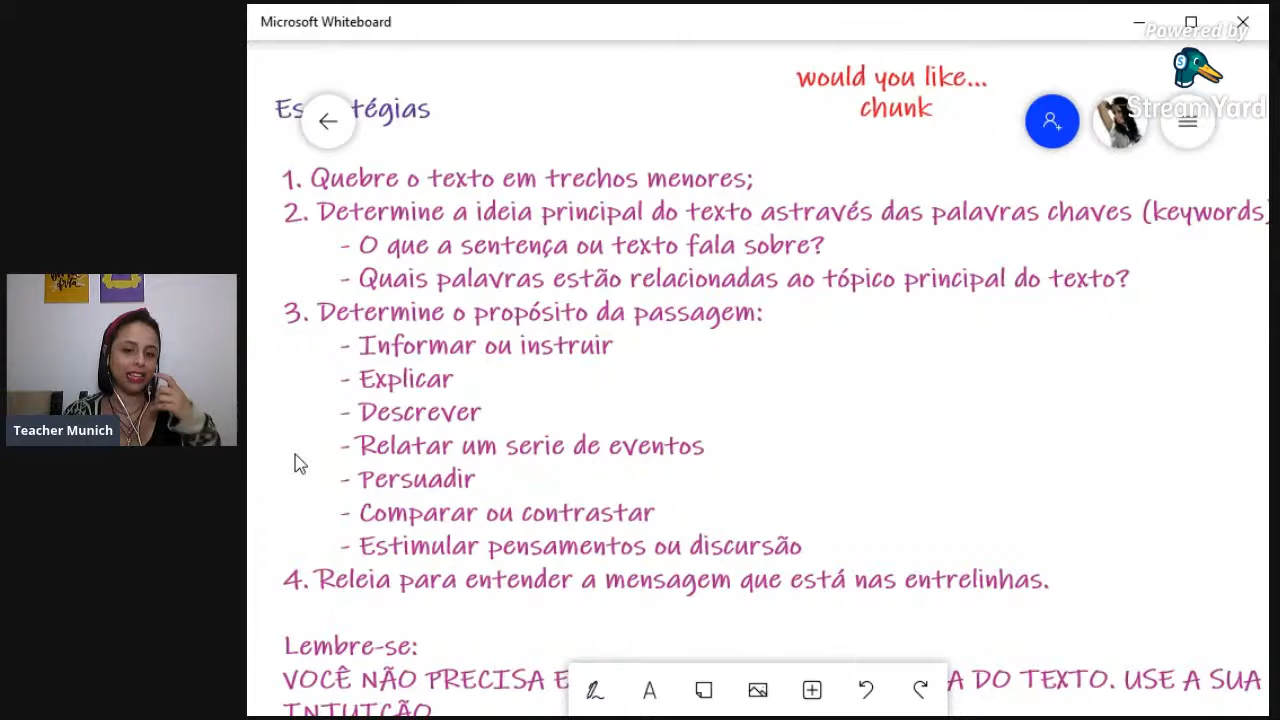 Microsoft Whiteboard
Powered by
StreamYard
would you like...
chunk
Es tégias
1. Quebre o texto em trechos menores;
2. Determine a ideia principal do texto astravés das palavras chaves (keywords)
- O que a sentença ou texto fala sobre?
- Quais palavras estão relacionadas ao tópico principal do texto?
3. Determine o propósito da passagem:
- Informar ou instruir
- Explicar
- Descrever
- Relatar um serie de eventos
- Persuadir
- Comparar ou contrastar
- Estimular pensamentos ou discursão
4. Releia para entender a mensagem que está nas entrelinhas.
Lembre-se:
VOCÊ NÃO PRECISA E A DO TEXTO. USE A SUA
INTUIÇÃO
Teacher Munich